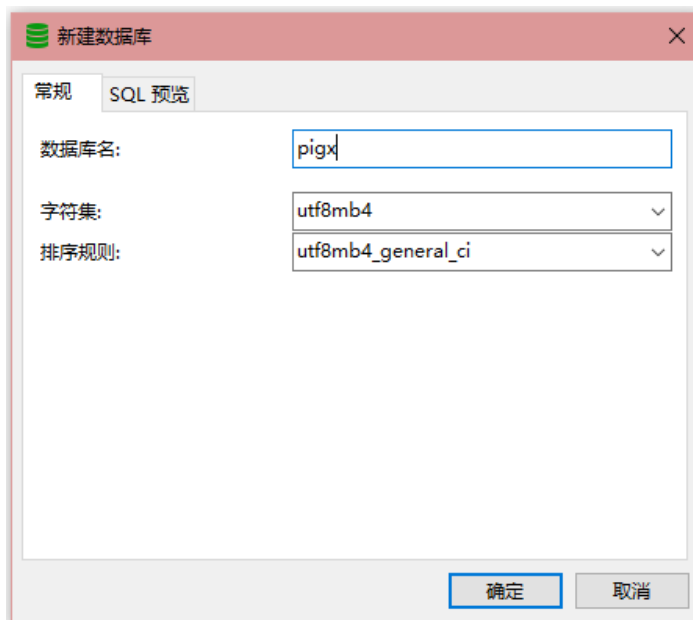 新建数据库
常规 SQL 预览
数据库名: pigx
字符集: utf8mb4
排序规则: utf8mb4_general_ci
确定 取消